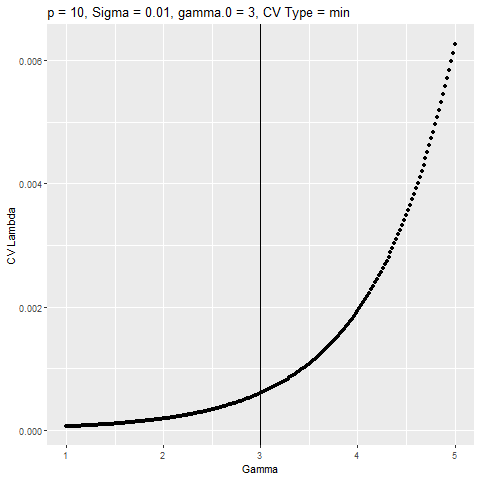 p = 10, Sigma = 0.01, gamma.0 = 3, CV Type = min
0.006
0.004
0.002
0.000
CV Lambda
1 2 3 4 5
Gamma